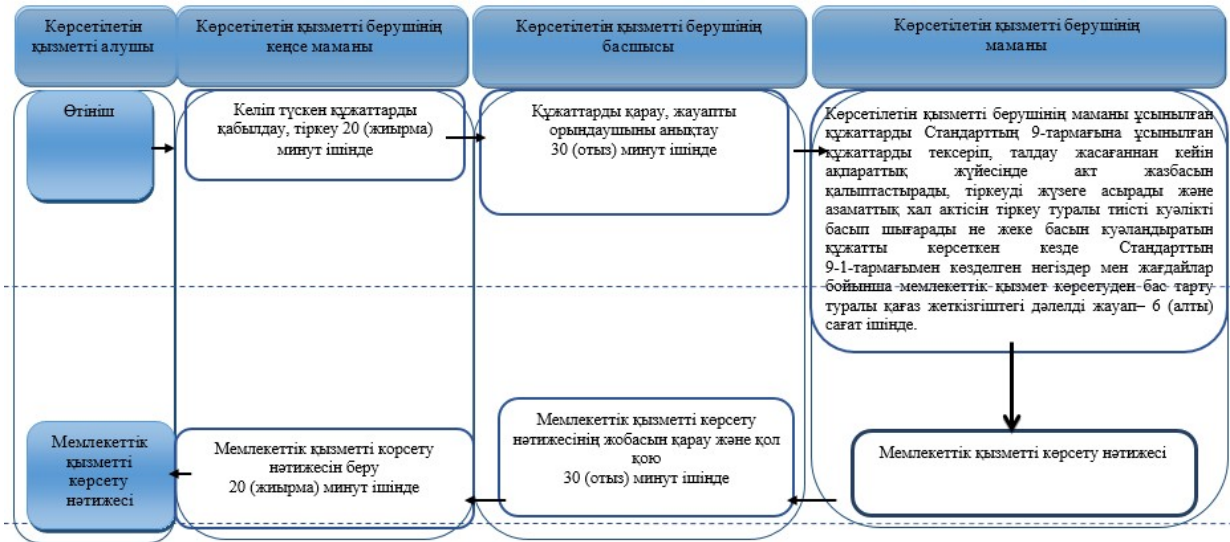 Көрсетілетін
қызметті алушы
Көрсетілетін қызметті берушінің
кеңсе маманы
Көрсетілетін қызметті берушінің
басшысы
Көрсетілетін қызметті берушінің
маманы
Өтініш
Келіп түскен құжаттарды
қабылдау, тіркеу 20 (жиырма)
минут ішінде
Құжаттарды қарау, жауапты
орындаушыны анықтау
30 (отыз) минут ішінде
Көрсетілетін қызметті берушінің маманы ұсынылған
құжаттарды Стандарттың 9-тармағына ұсынылған
құжаттарды тексеріп, талдау жасағаннан кейін
ақпараттық жүйесінде акт жазбасын
қалыптастырады, тіркеуді жүзеге асырады және
азаматтық хал актісін тіркеу туралы тиісті куәлікті
басып шығарады не жеке басын куәландыратын
құжатты көрсеткен кезде Стандарттын
9-1-тармағымен көзделген негіздер мен жағдайлар
бойынша мемлекеттік қызмет көрсетуден бас тарту
туралы қағаз жеткізгіштегі дәлелді жауап– 6 (алты)
сағат ішінде.
Мемлекеттік
қызметті
көрсету
нәтижесі
Мемлекеттік қызметті корсету
нәтижесін беру
20 (жиырма) минут ішінде
Мемлекеттік қызметті көрсету
нәтижесінің жобасын қарау және қол
қою
30 (отыз) минут ішінде
Мемлекеттік қызметті көрсету нәтижесі